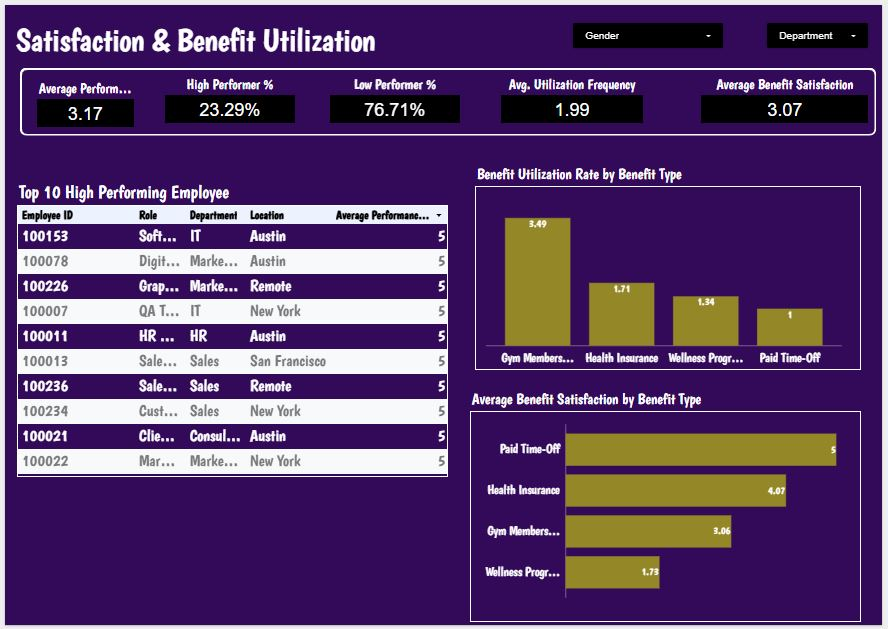 Satisfaction & Benefit Utilization
Gender
Department
Average Perform...
3.17
High Performer %
23.29%
Low Performer %
76.71%
Avg. Utilization Frequency
1.99
Average Benefit Satisfaction
3.07
Top 10 High Performing Employee
Employee ID Role Department Location Average Performanc...
100153 Soft... IT Austin 5
100078 Digit... Marke... Austin 5
100226 Grap... Marke... Remote 5
100007 QA T... IT New York 5
100011 HR ... HR Austin 5
100013 Sale... Sales San Francisco 5
100236 Sale... Sales Remote 5
100234 Cust... Sales New York 5
100021 Clie... Consul... Austin 5
100022 Mar... Marke... New York 5
Benefit Utilization Rate by Benefit Type
3.49 1.71 1.34 1
Gym Members... Health Insurance Wellness Progr... Paid Time-Off
Average Benefit Satisfaction by Benefit Type
Paid Time-Off 5
Health Insurance 4.07
Gym Members... 3.06
Wellness Progr... 1.73